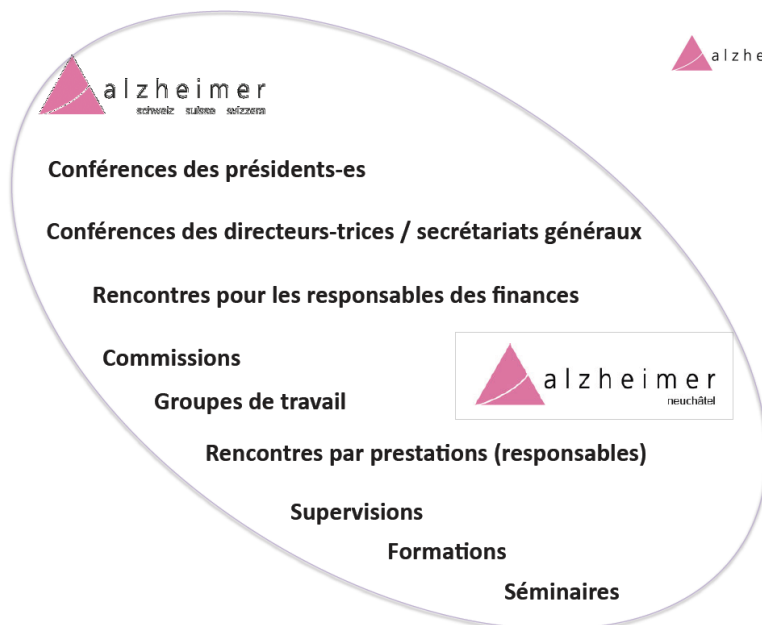 alzheimer
schweiz suisse svizzera
alzhe
Conférences des présidents-es
Conférences des directeurs-trices / secrétariats généraux
Rencontres pour les responsables des finances
Commissions
alzheimer
neuchâtel
Groupes de travail
Rencontres par prestations (responsables)
Supervisions
Formations
Séminaires